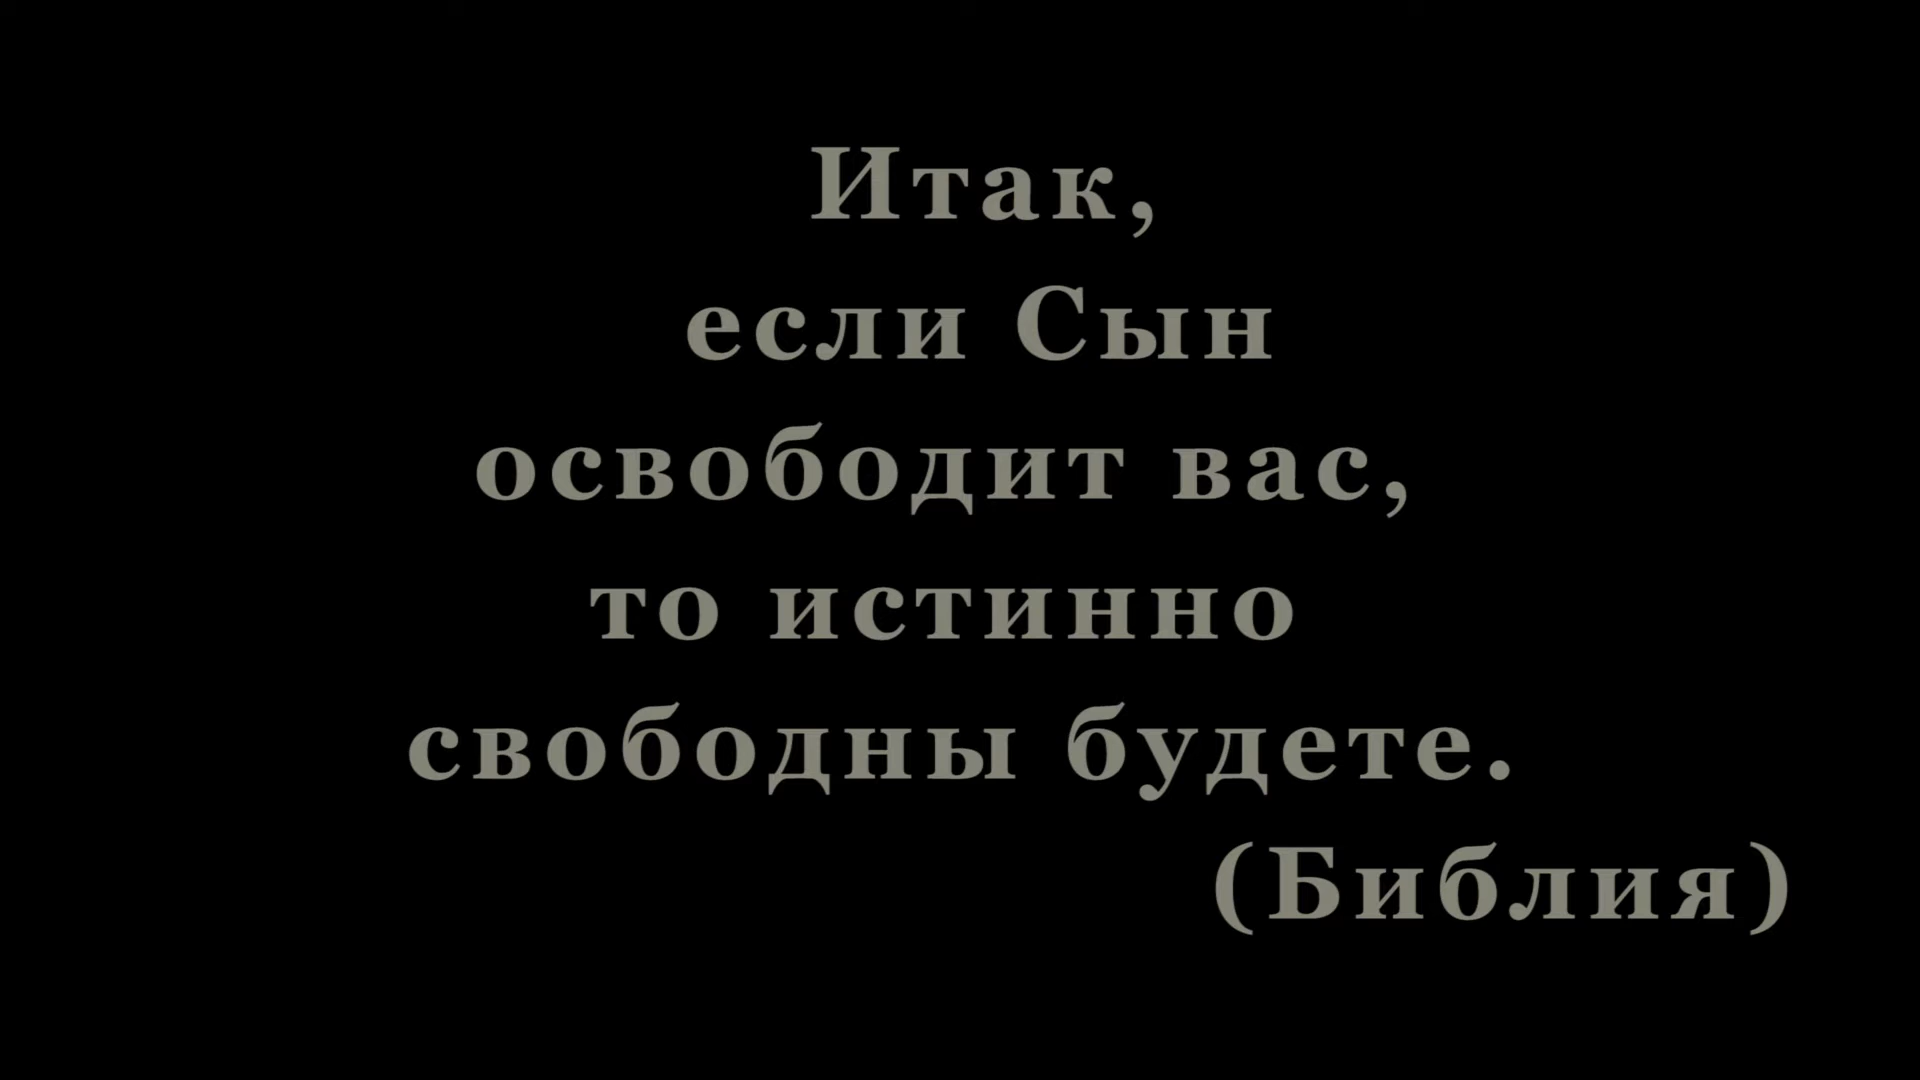 Итак,
если Сын
освободит вас,
то истинно
свободны будете.
(Библия)